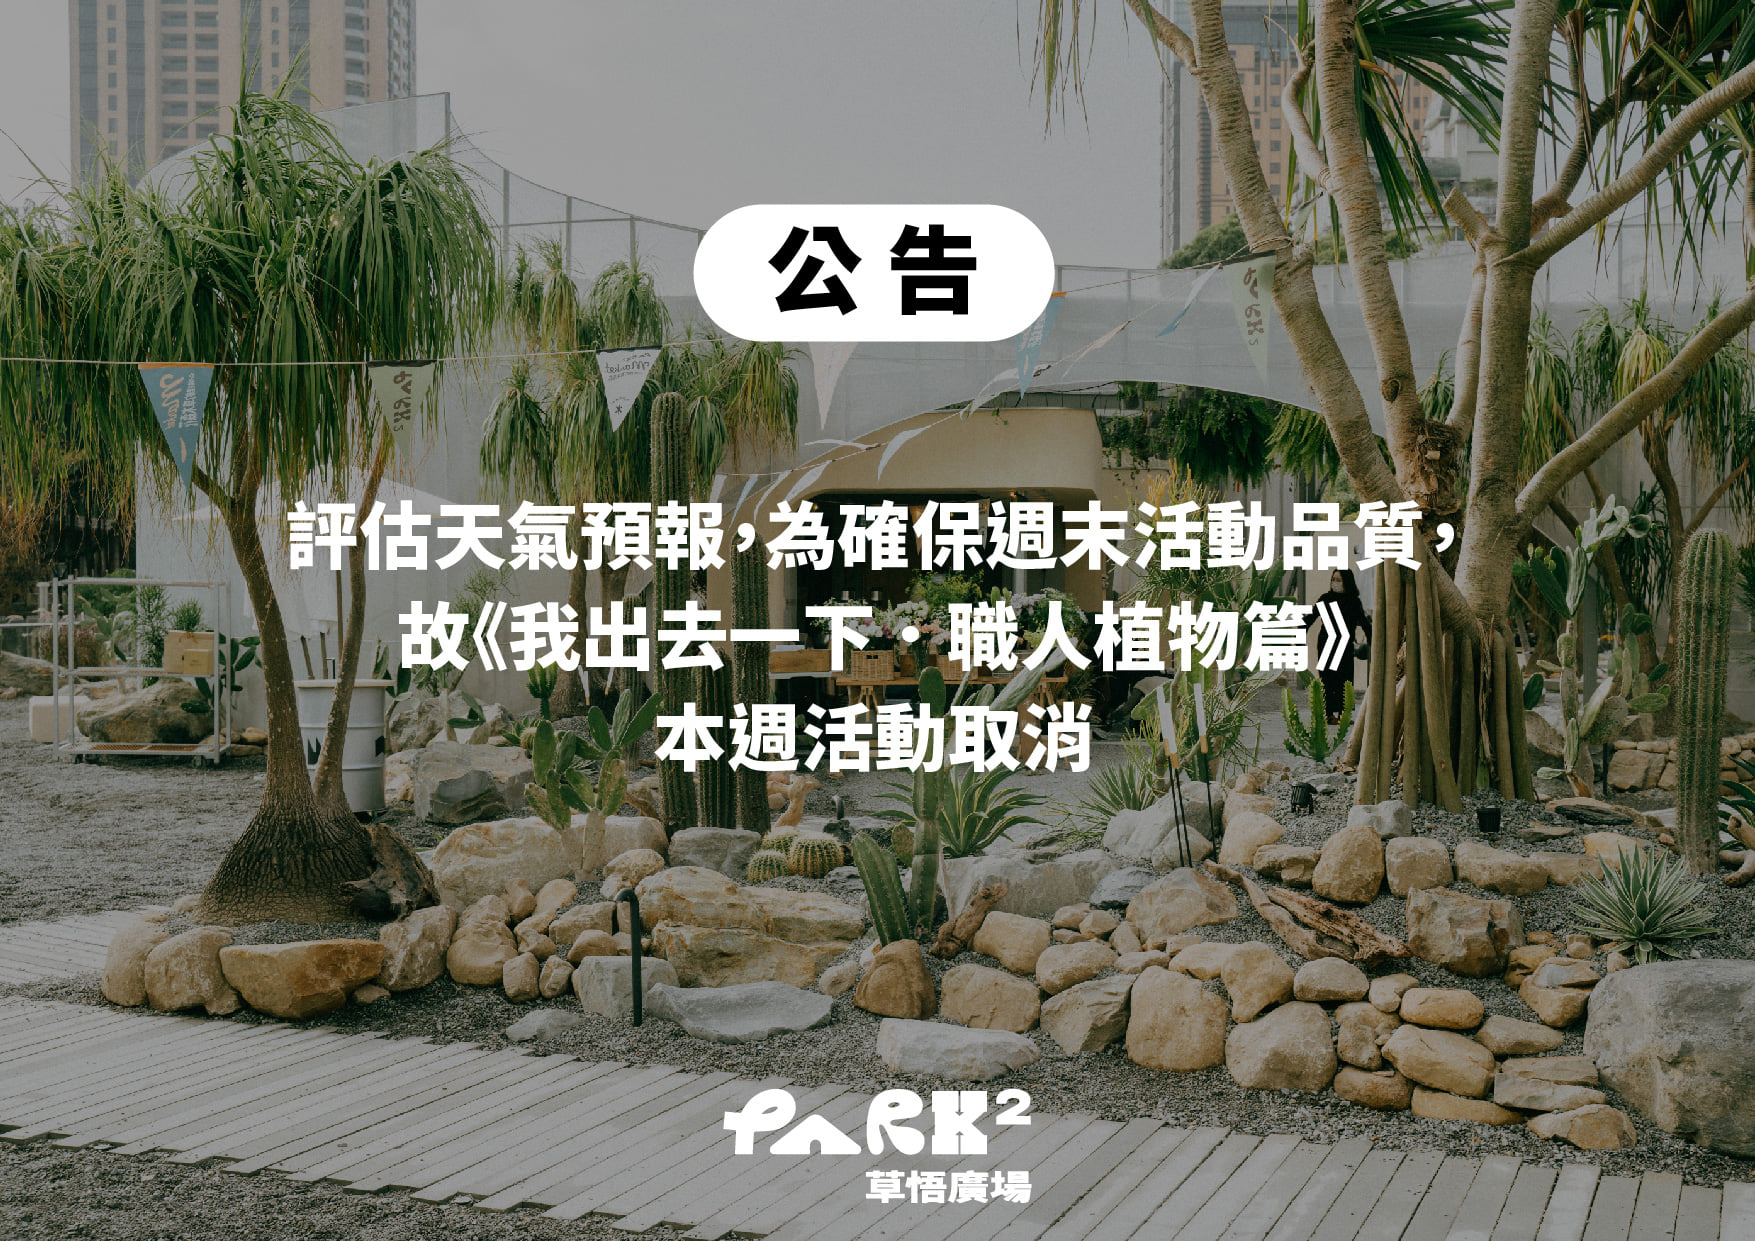 公告
評估天氣預報，為確保週末活動品質，
故《我出去一下・職人植物篇》
本週活動取消
PARK2
草悟廣場